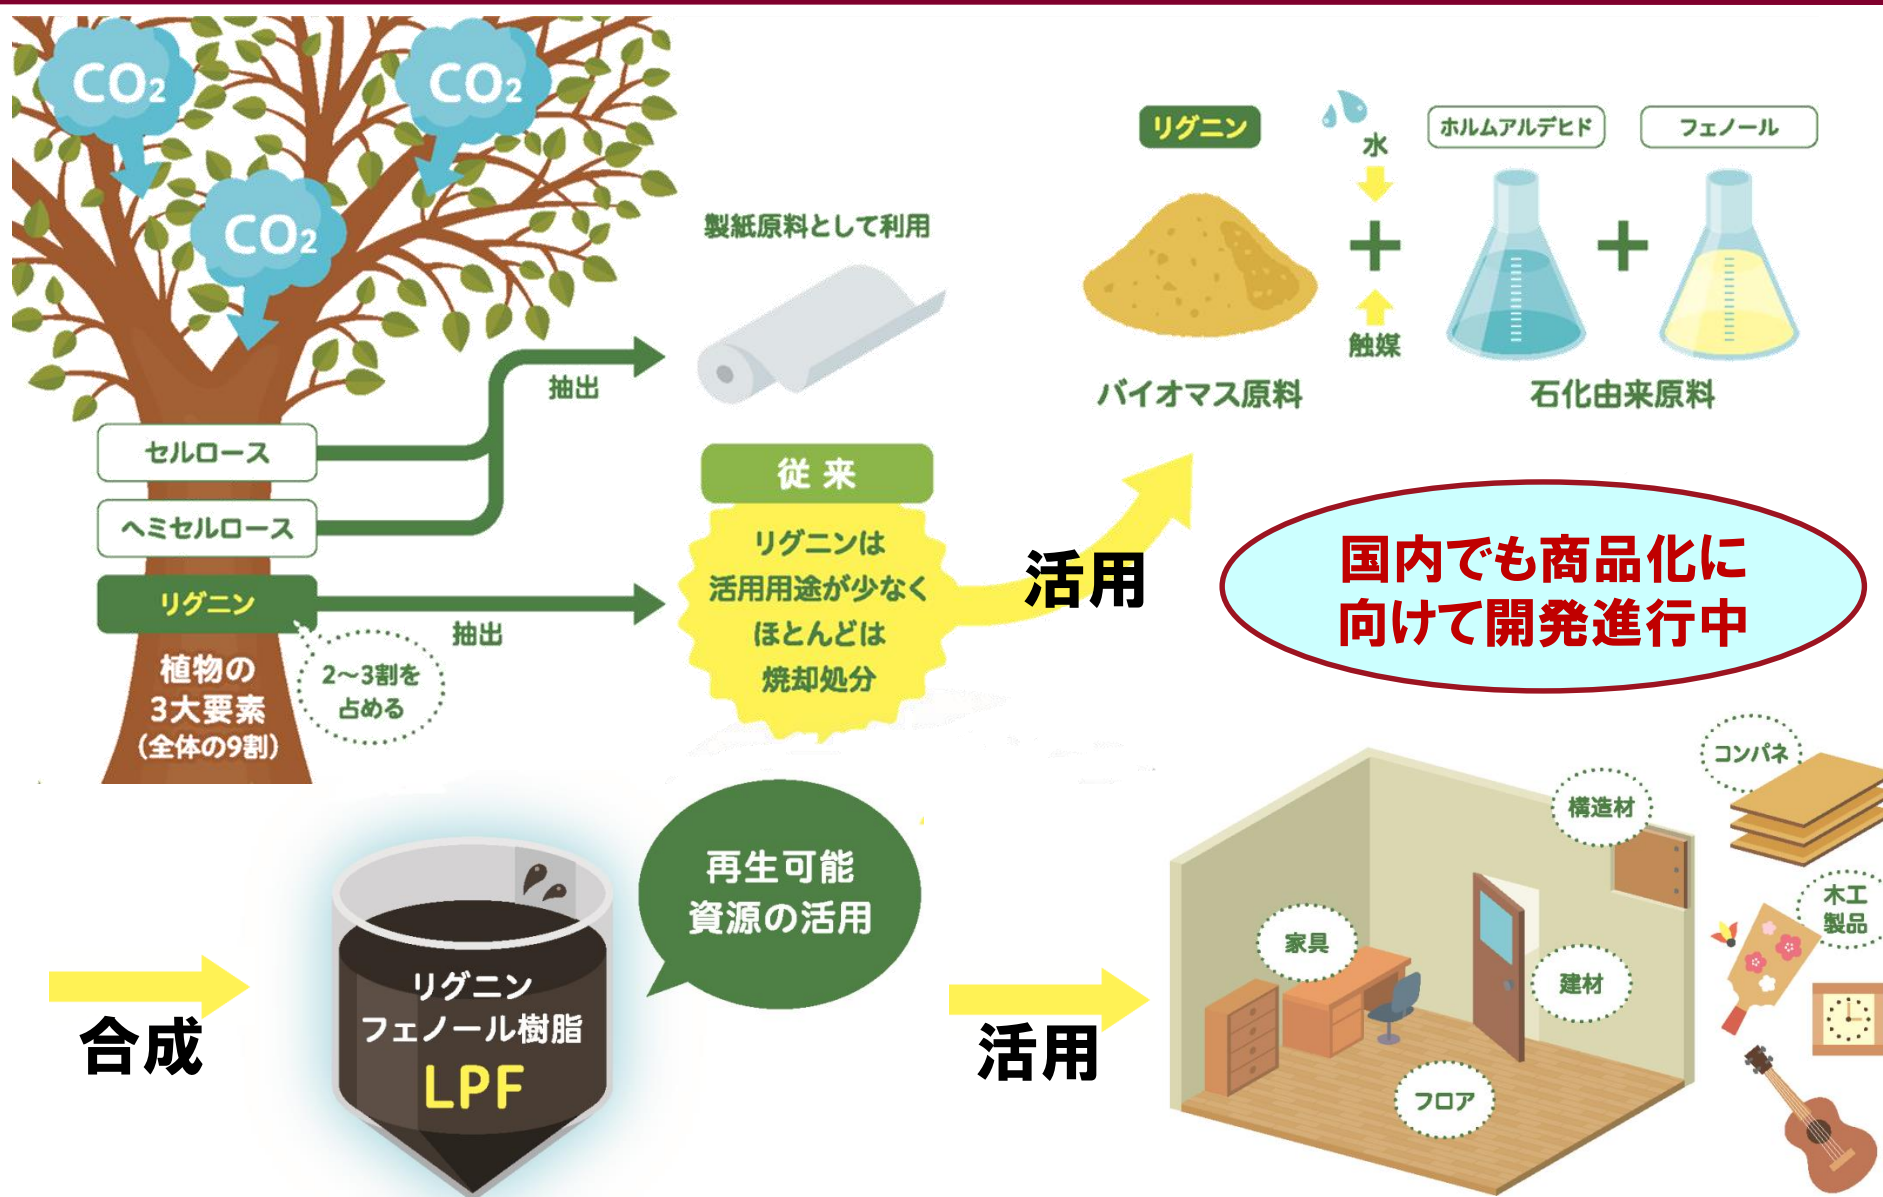 CO2
CO2
CO2
セルロース
ヘミセルロース
リグニン
植物の
3大要素
(全体の9割)
2〜3割を
占める
抽出
抽出
製紙原料として利用
従来
リグニンは
活用用途が少なく
ほとんどは
焼却処分
活用
リグニン
水
触媒
ホルムアルデヒド
フェノール
バイオマス原料
石化由来原料
国内でも商品化に
向けて開発進行中
合成
リグニン
フェノール樹脂
LPF
再生可能
資源の活用
活用
家具
フロア
建材
構造材
コンパネ
木工
製品